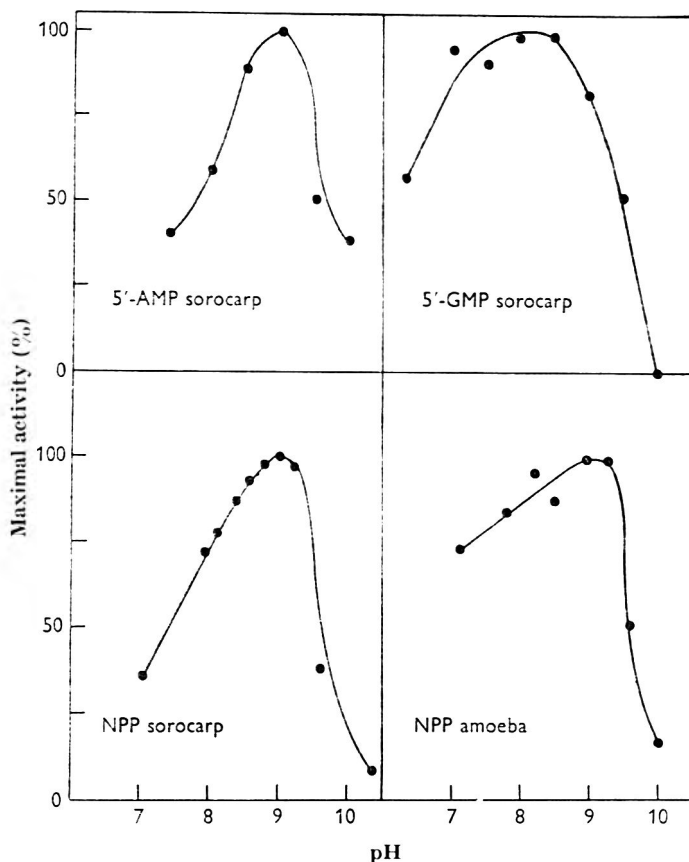 100
50
0
5′-AMP sorocarp
5′-GMP sorocarp
Maximal activity (%)
100
50
0
NPP sorocarp
NPP amoeba
7 8 9 10
7 8 9 10
pH